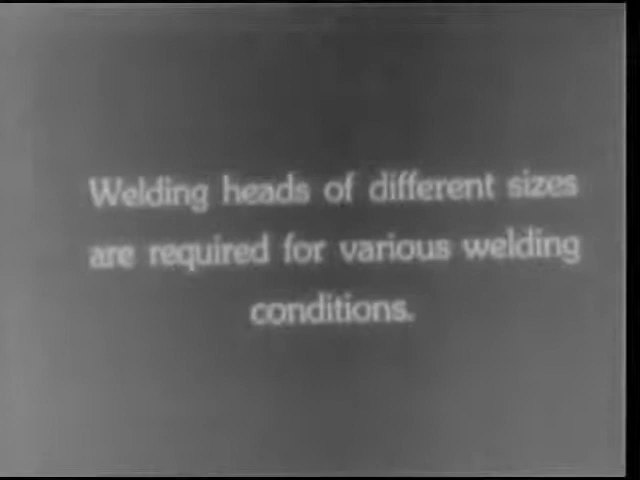 Welding heads of different sizes
are required for various welding
conditions.